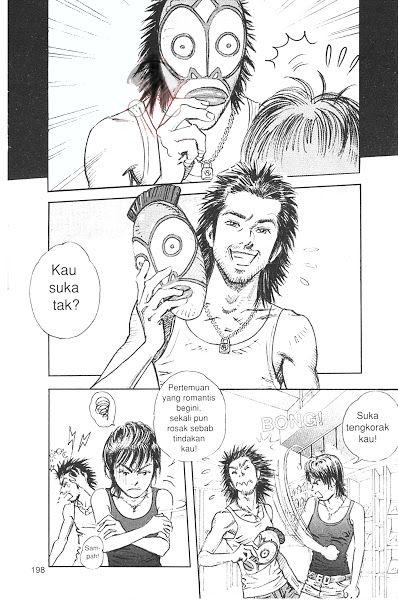 Kau
suka
tak?
Pertemuan
yang romantis
begini,
sekali pun
rosak sebab
tindakan
kau!
BONG!
Suka
tengkorak
kau!
Sam-
pah!
198